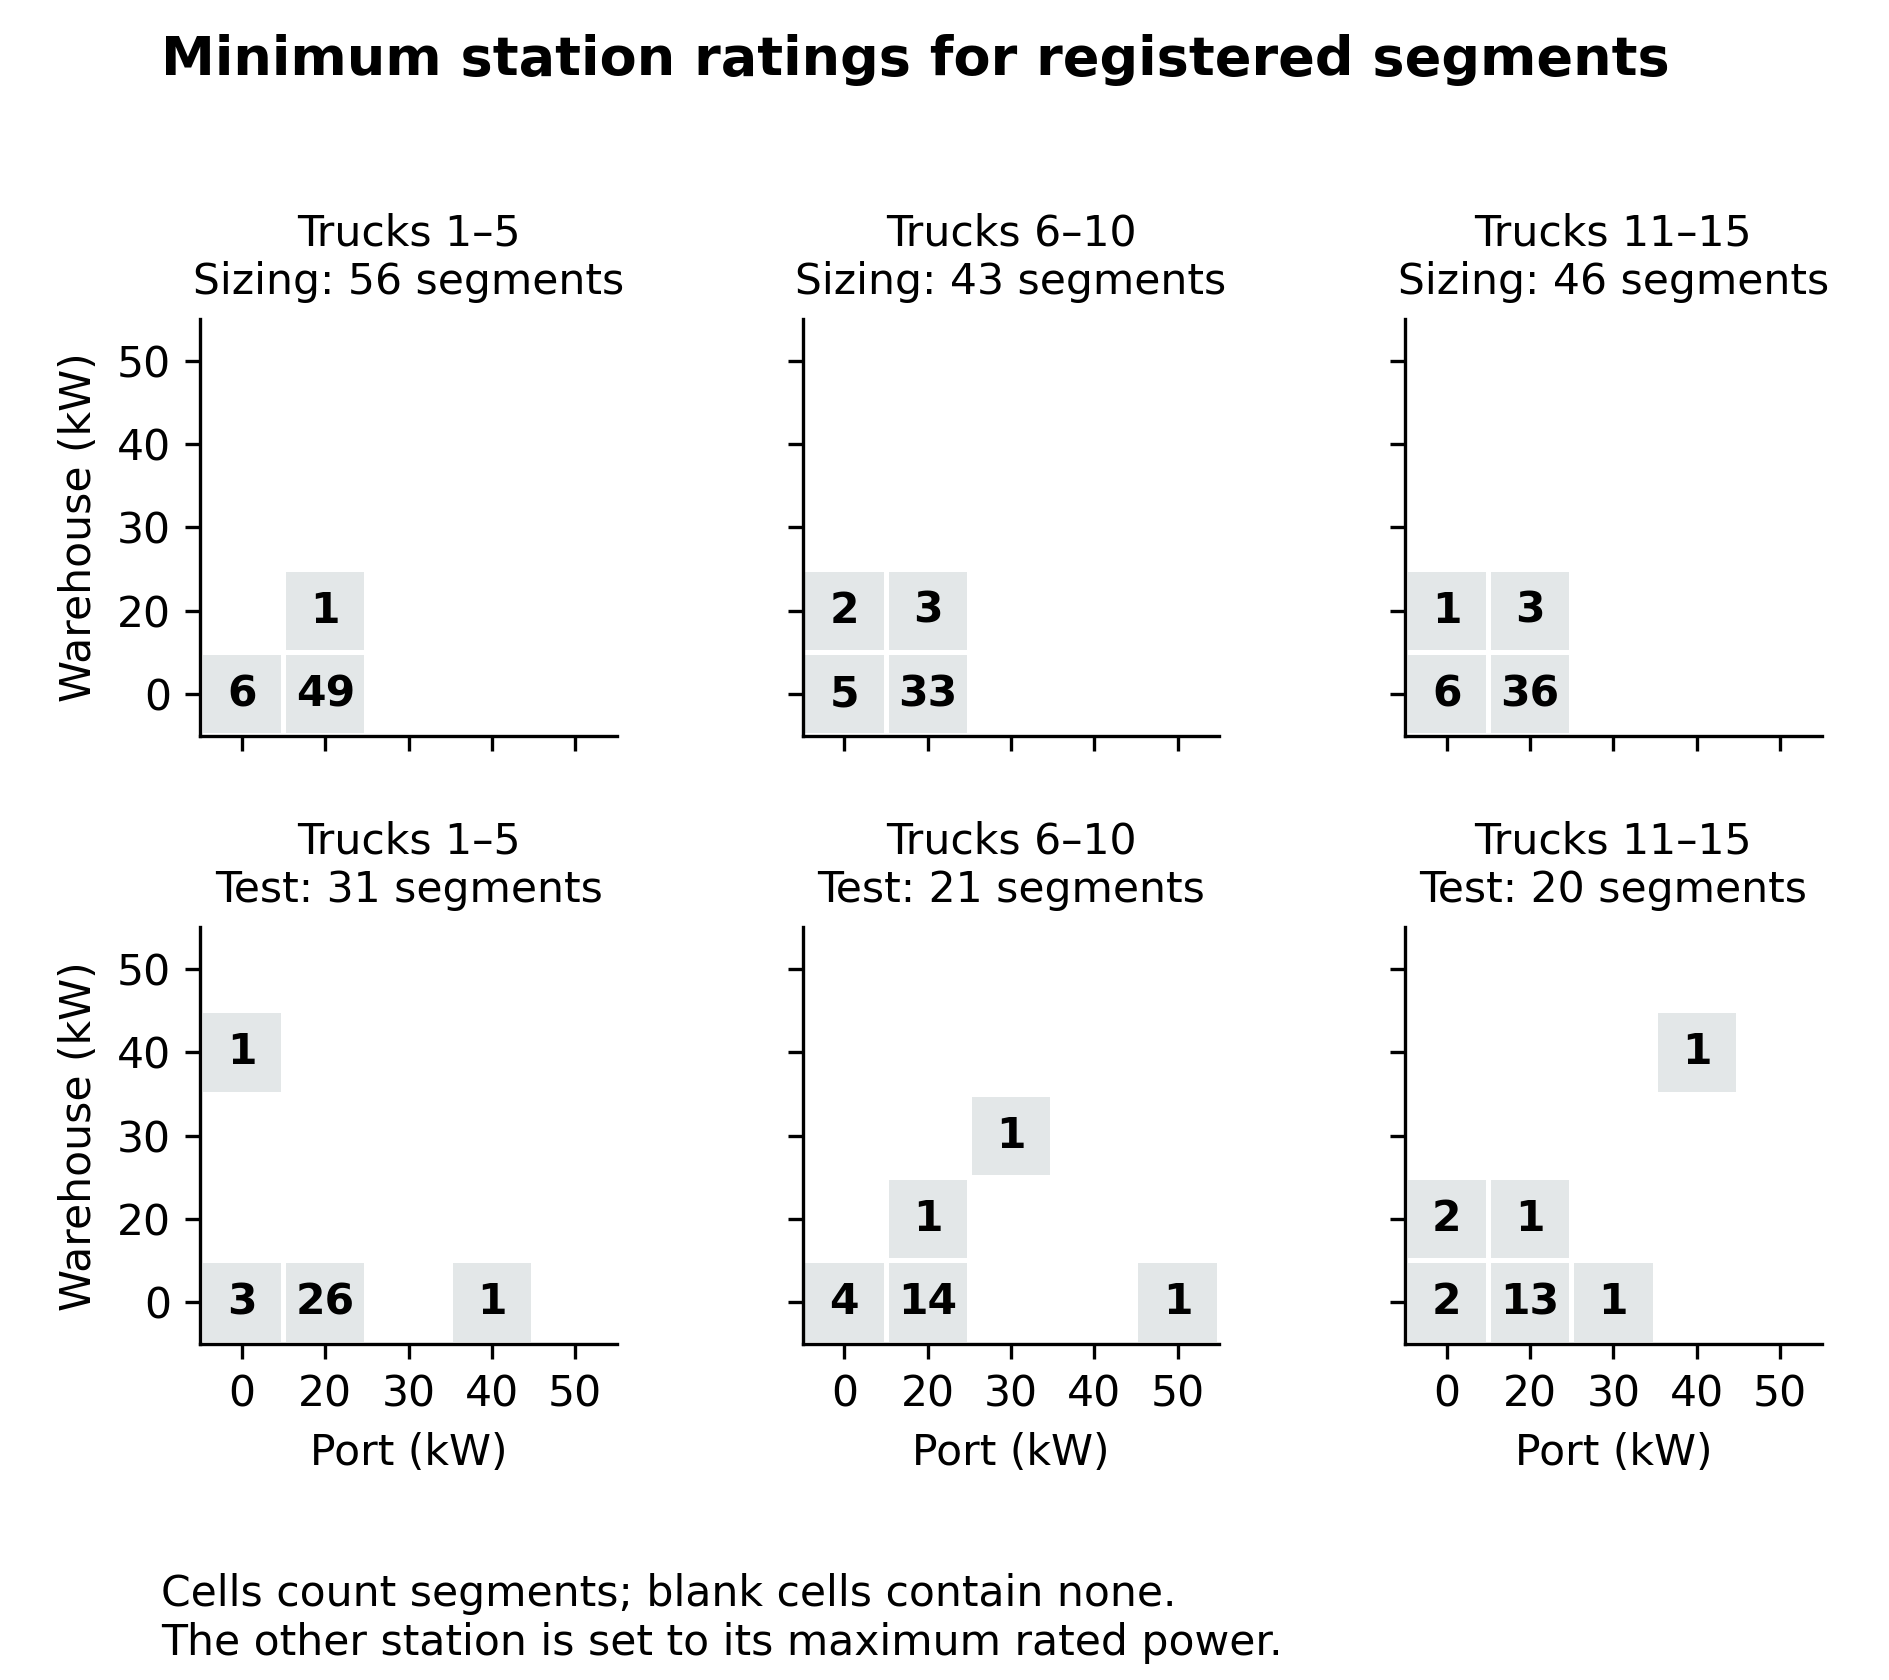 Minimum station ratings for registered segments
Trucks 1–5
Sizing: 56 segments
Trucks 6–10
Sizing: 43 segments
Trucks 11–15
Sizing: 46 segments
Warehouse (kW)
50
40
30
20
0
1
6 49
2 3
5 33
1 3
6 36
Trucks 1–5
Test: 31 segments
Trucks 6–10
Test: 21 segments
Trucks 11–15
Test: 20 segments
Warehouse (kW)
50
40
30
20
0
1
3 26 1
1
1
4 14 1
1
2 1
2 13 1
0 20 30 40 50
Port (kW)
0 20 30 40 50
Port (kW)
0 20 30 40 50
Port (kW)
Cells count segments; blank cells contain none.
The other station is set to its maximum rated power.